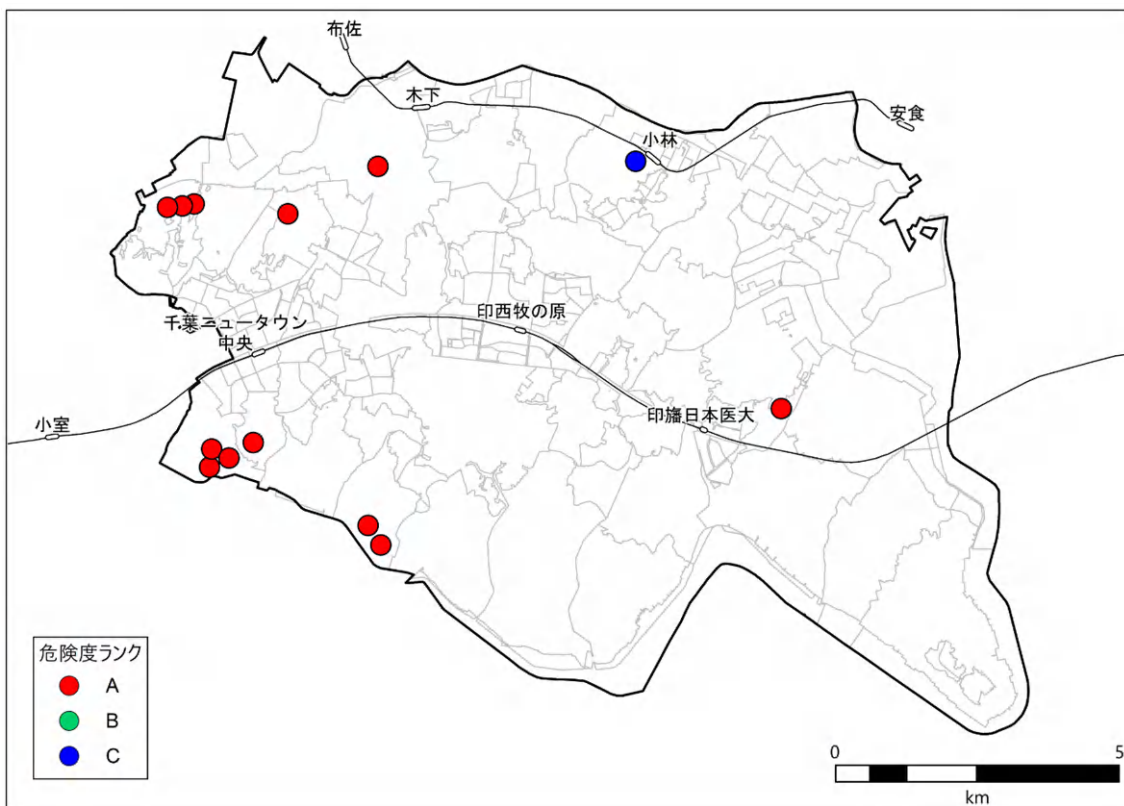 布佐
木下
安食
小林
印西牧の原
千葉ニュータウン
中央
小室
印旛日本医大
危険度ランク
A
B
C
0 5
km